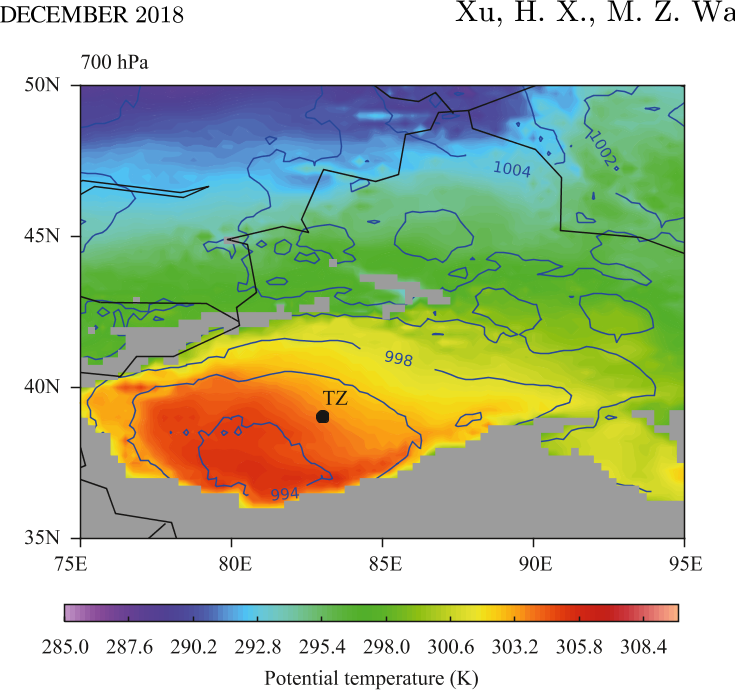 DECEMBER 2018
Xu, H. X., M. Z. Wa
700 hPa
50N
1002
1004
45N
998
40N
TZ
994
35N
75E 80E 85E 90E 95E
285.0 287.6 290.2 292.8 295.4 298.0 300.6 303.2 305.8 308.4
Potential temperature (K)